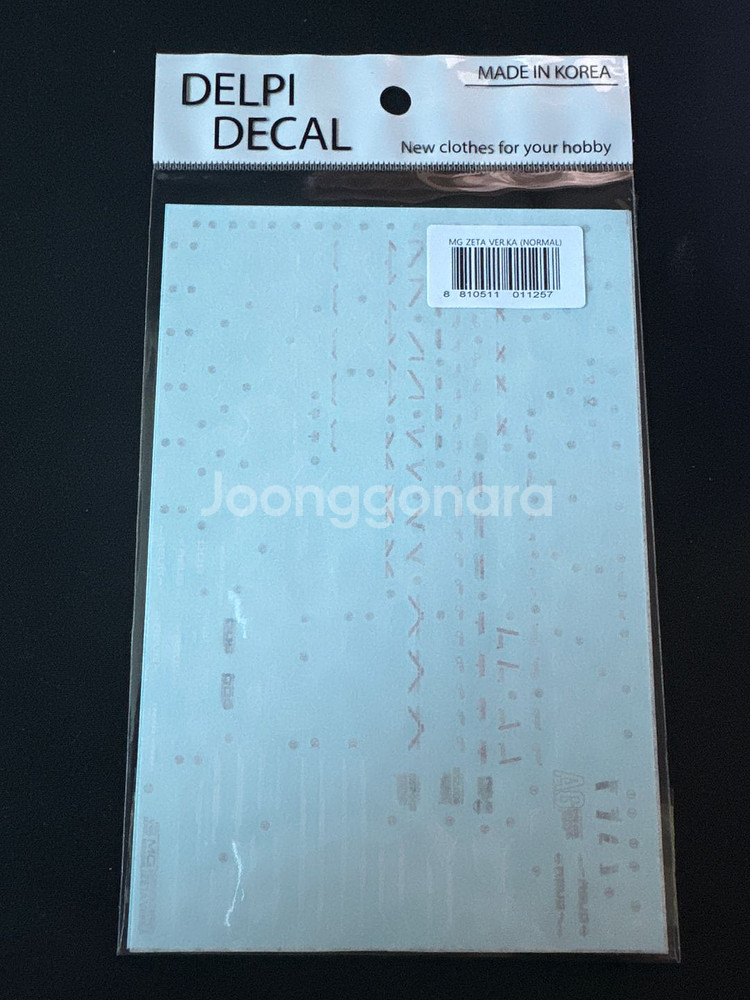 DELPI
DECAL
MADE IN KOREA
New clothes for your hobby
MG ZETA VER.KA (NORMAL)
8 810511 011257
Joonggonara